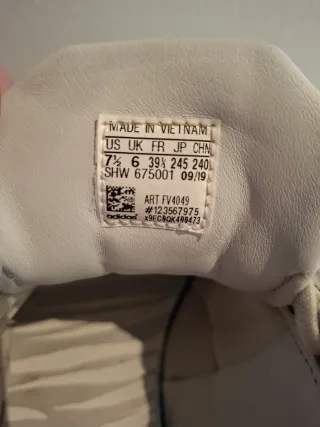 MADE IN VIETNAM
US UK FR JP CHN
7½ 6 39⅓ 245 240
SHW 675001 09/19
ART FV4049
#123567975
adidas